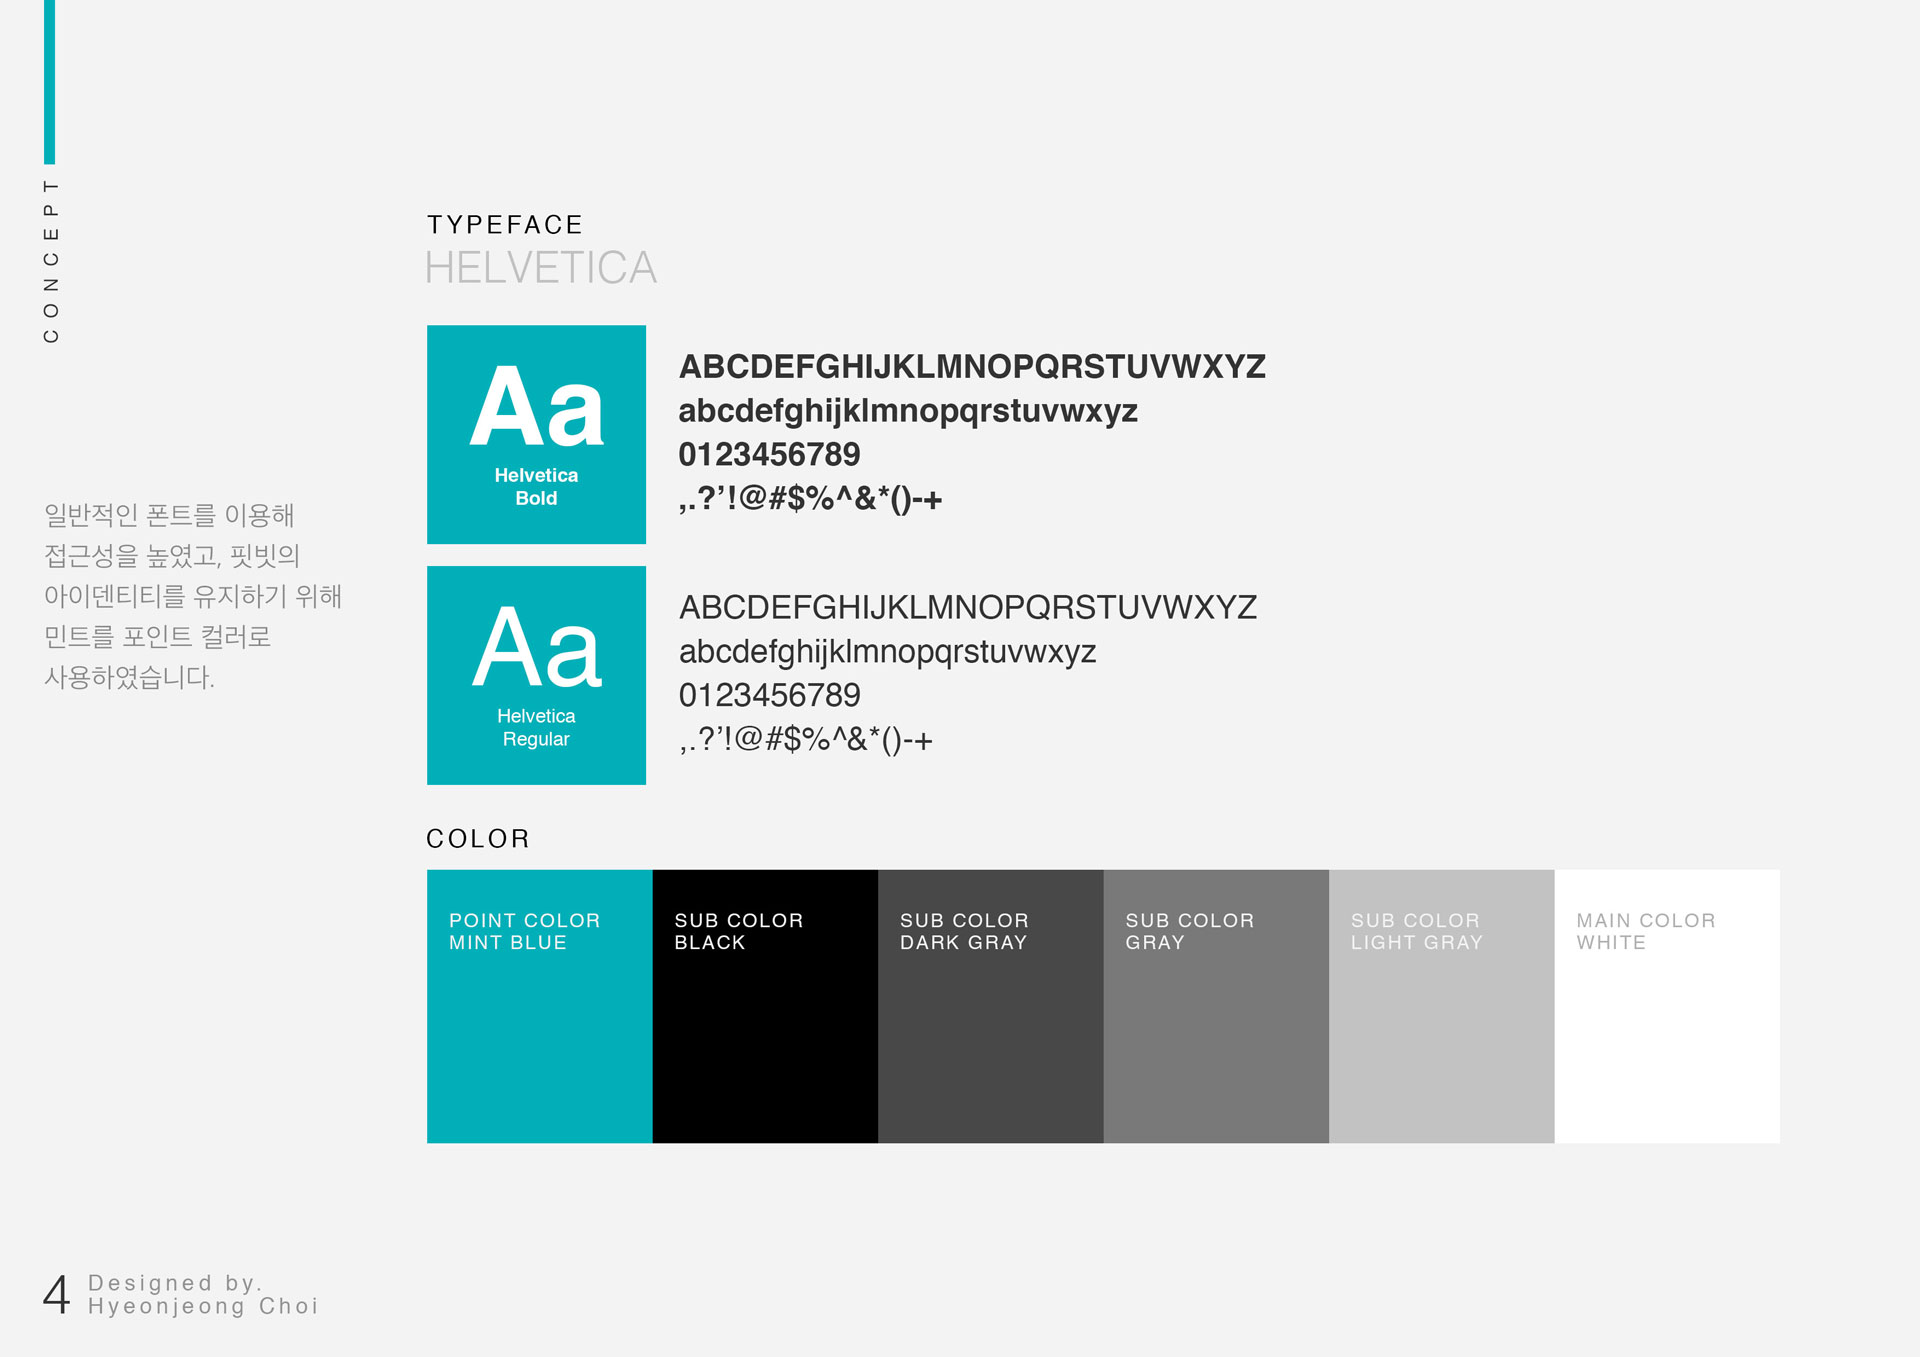 CONCEPT
일반적인 폰트를 이용해
접근성을 높였고, 핏빗의
아이덴티티를 유지하기 위해
민트를 포인트 컬러로
사용하였습니다.
TYPEFACE
HELVETICA
Aa
Helvetica
Bold
ABCDEFGHIJKLMNOPQRSTUVWXYZ
abcdefghijklmnopqrstuvwxyz
0123456789
,.?’!@#$%^&*()-+
Aa
Helvetica
Regular
ABCDEFGHIJKLMNOPQRSTUVWXYZ
abcdefghijklmnopqrstuvwxyz
0123456789
,.?’!@#$%^&*()-+
COLOR
POINT COLOR
MINT BLUE
SUB COLOR
BLACK
SUB COLOR
DARK GRAY
SUB COLOR
GRAY
SUB COLOR
LIGHT GRAY
MAIN COLOR
WHITE
4
Designed by.
Hyeonjeong Choi